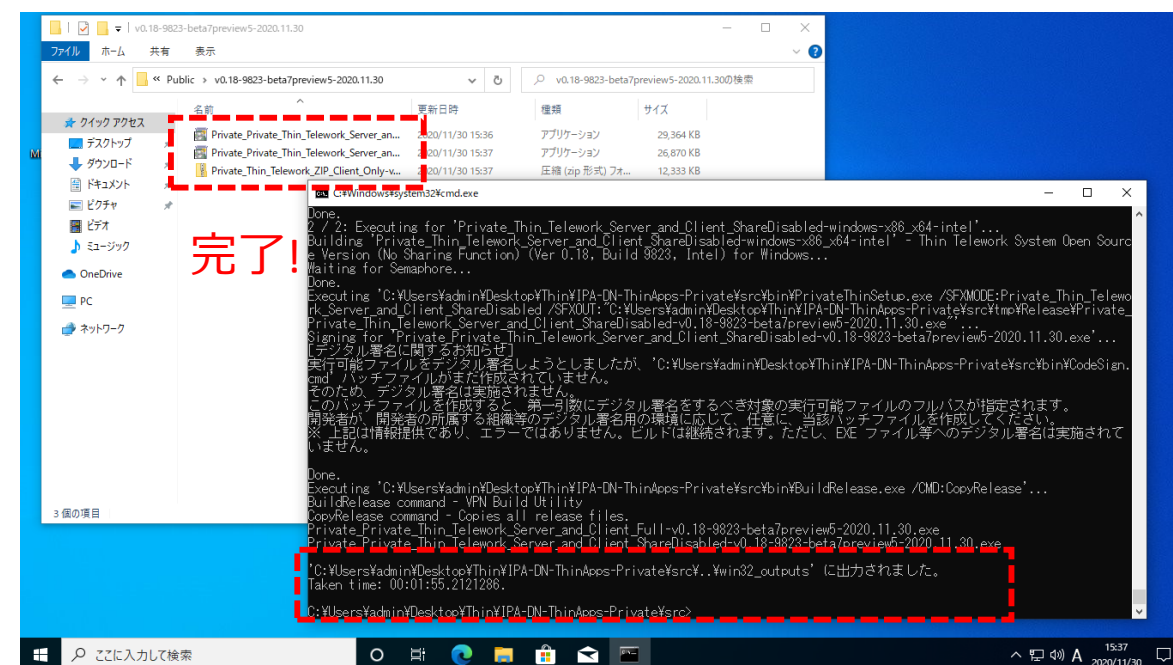 v0.18-9823-beta7preview5-2020.11.30
ファイル ホーム 共有 表示
« Public › v0.18-9823-beta7preview5-2020.11.30
v0.18-9823-beta7preview5-2020.11.30の検索
名前 更新日時 種類 サイズ
クイック アクセス
デスクトップ
ダウンロード
ドキュメント
ピクチャ
ビデオ
ミュージック
OneDrive
PC
ネットワーク
Private_Private_Thin_Telework_Server_an... 2020/11/30 15:36 アプリケーション 29,364 KB
Private_Private_Thin_Telework_Server_an... 2020/11/30 15:37 アプリケーション 26,870 KB
Private_Thin_Telework_ZIP_Client_Only-v... 2020/11/30 15:37 圧縮 (zip 形式) フォ... 12,333 KB
3 個の項目
完了!
C:¥Windows¥system32¥cmd.exe
Done.
2 / 2: Executing for 'Private_Thin_Telework_Server_and_Client_ShareDisabled-windows-x86_x64-intel'...
Building 'Private_Thin_Telework_Server_and_Client_ShareDisabled-windows-x86_x64-intel' - Thin Telework System Open Sourc
e Version (No Sharing Function) (Ver 0.18, Build 9823, Intel) for Windows...
Waiting for Semaphore...
Done.
Executing 'C:¥Users¥admin¥Desktop¥Thin¥IPA-DN-ThinApps-Private¥src¥bin¥PrivateThinSetup.exe /SFXMODE:Private_Thin_Telewo
rk_Server_and_Client_ShareDisabled /SFXOUT:"C:¥Users¥admin¥Desktop¥Thin¥IPA-DN-ThinApps-Private¥src¥tmp¥Release¥Private_
Private_Thin_Telework_Server_and_Client_ShareDisabled-v0.18-9823-beta7preview5-2020.11.30.exe"'...
Signing for 'Private_Private_Thin_Telework_Server_and_Client_ShareDisabled-v0.18-9823-beta7preview5-2020.11.30.exe'...
[デジタル署名に関するお知らせ]
実行可能ファイルをデジタル署名しようとしましたが、'C:¥Users¥admin¥Desktop¥Thin¥IPA-DN-ThinApps-Private¥src¥bin¥CodeSign.
cmd' バッチファイルがまだ作成されていません。
そのため、デジタル署名は実施されません。
このバッチファイルを作成すると、第一引数にデジタル署名をするべき対象の実行可能ファイルのフルパスが指定されます。
開発者が、開発者の所属する組織等のデジタル署名用の環境に応じて、任意に、当該バッチファイルを作成してください。
※ 上記は情報提供であり、エラーではありません。ビルドは継続されます。ただし、EXE ファイル等へのデジタル署名は実施されて
いません。
Done.
Executing 'C:¥Users¥admin¥Desktop¥Thin¥IPA-DN-ThinApps-Private¥src¥bin¥BuildRelease.exe /CMD:CopyRelease'...
BuildRelease command - VPN Build Utility
CopyRelease command - Copies all release files.
Private_Private_Thin_Telework_Server_and_Client_Full-v0.18-9823-beta7preview5-2020.11.30.exe
Private_Private_Thin_Telework_Server_and_Client_ShareDisabled-v0.18-9823-beta7preview5-2020.11.30.exe
'C:¥Users¥admin¥Desktop¥Thin¥IPA-DN-ThinApps-Private¥src¥..¥win32_outputs' に出力されました。
Taken time: 00:01:55.2121286.
C:¥Users¥admin¥Desktop¥Thin¥IPA-DN-ThinApps-Private¥src>
ここに入力して検索
A
15:37
2020/11/30